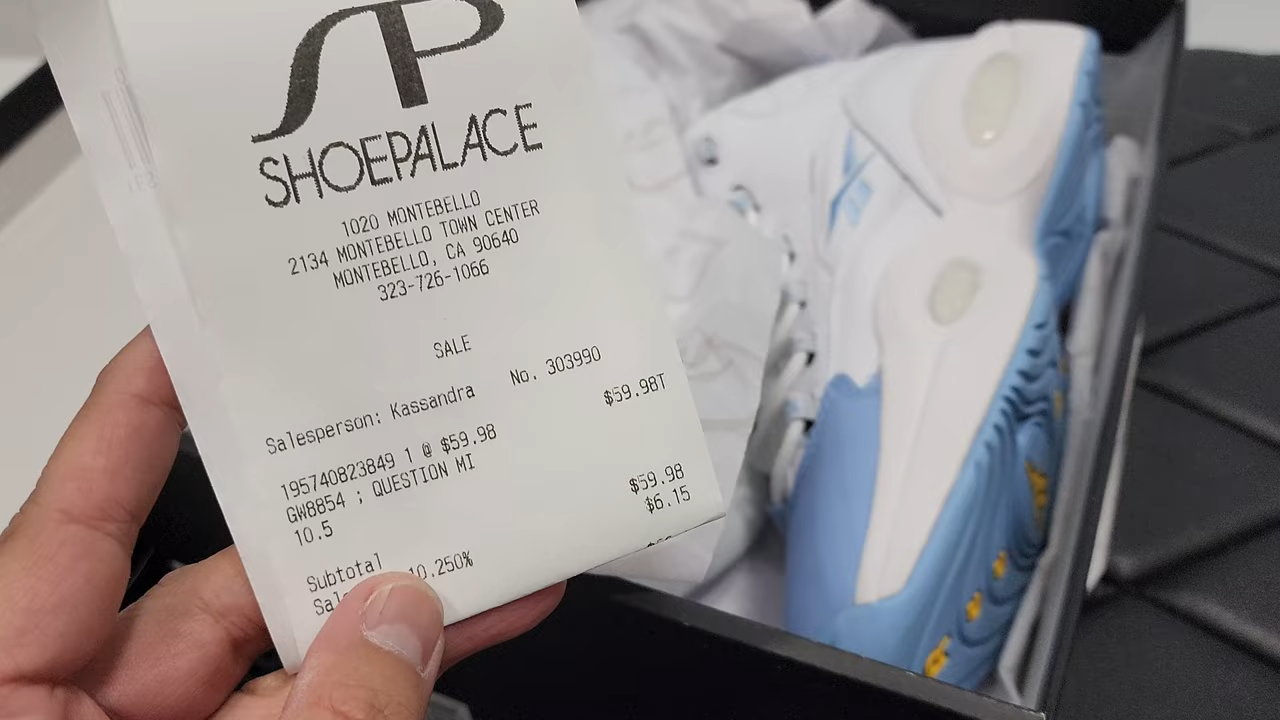 SP
SHOEPALACE
1020 MONTEBELLO
2134 MONTEBELLO TOWN CENTER
MONTEBELLO, CA 90640
323-726-1066
SALE
Salesperson: Kassandra No. 303990
195740823849 1 @ $59.98 $59.98T
GW8854 ; QUESTION MI
10.5
Subtotal $59.98
10.250% $6.15